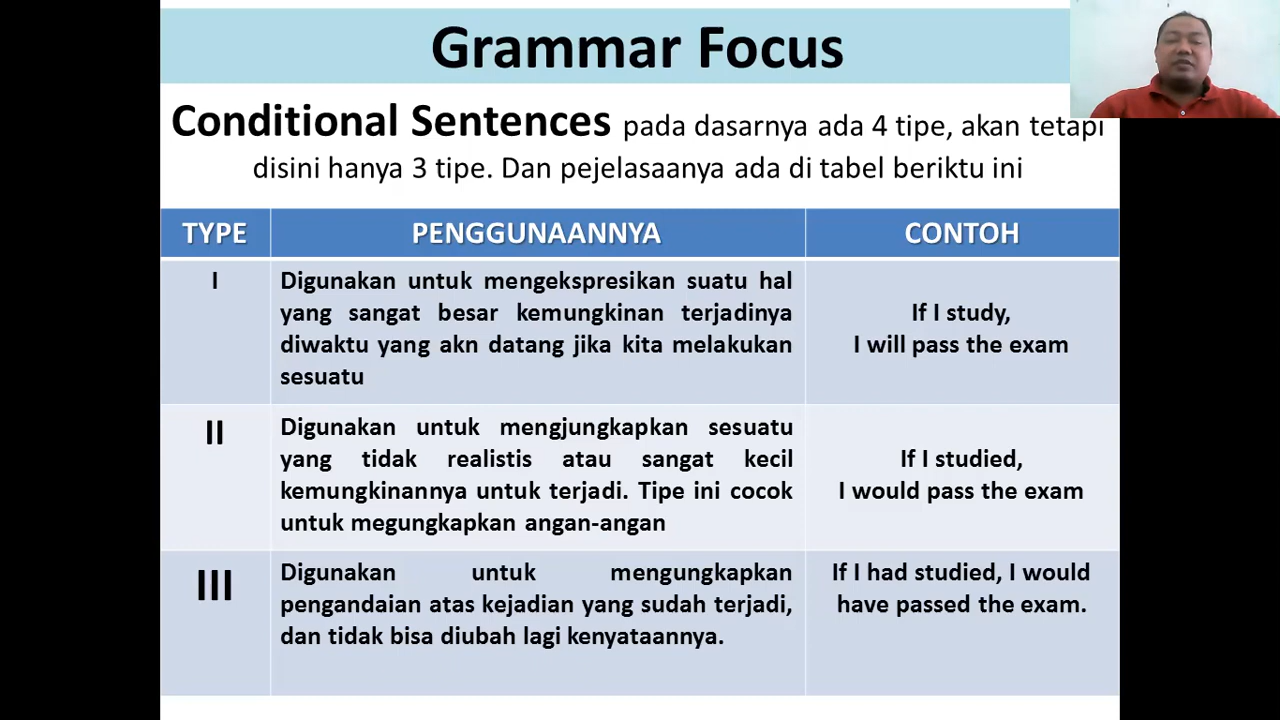 Grammar Focus
Conditional Sentences pada dasarnya ada 4 tipe, akan tetapi
disini hanya 3 tipe. Dan pejelasaanya ada di tabel beriktu ini
TYPE PENGGUNAANNYA CONTOH
I
Digunakan untuk mengekspresikan suatu hal
yang sangat besar kemungkinan terjadinya
diwaktu yang akn datang jika kita melakukan
sesuatu
If I study,
I will pass the exam
II
Digunakan untuk mengjungkapkan sesuatu
yang tidak realistis atau sangat kecil
kemungkinannya untuk terjadi. Tipe ini cocok
untuk megungkapkan angan-angan
If I studied,
I would pass the exam
III
Digunakan untuk mengungkapkan
pengandaian atas kejadian yang sudah terjadi,
dan tidak bisa diubah lagi kenyataannya.
If I had studied, I would
have passed the exam.